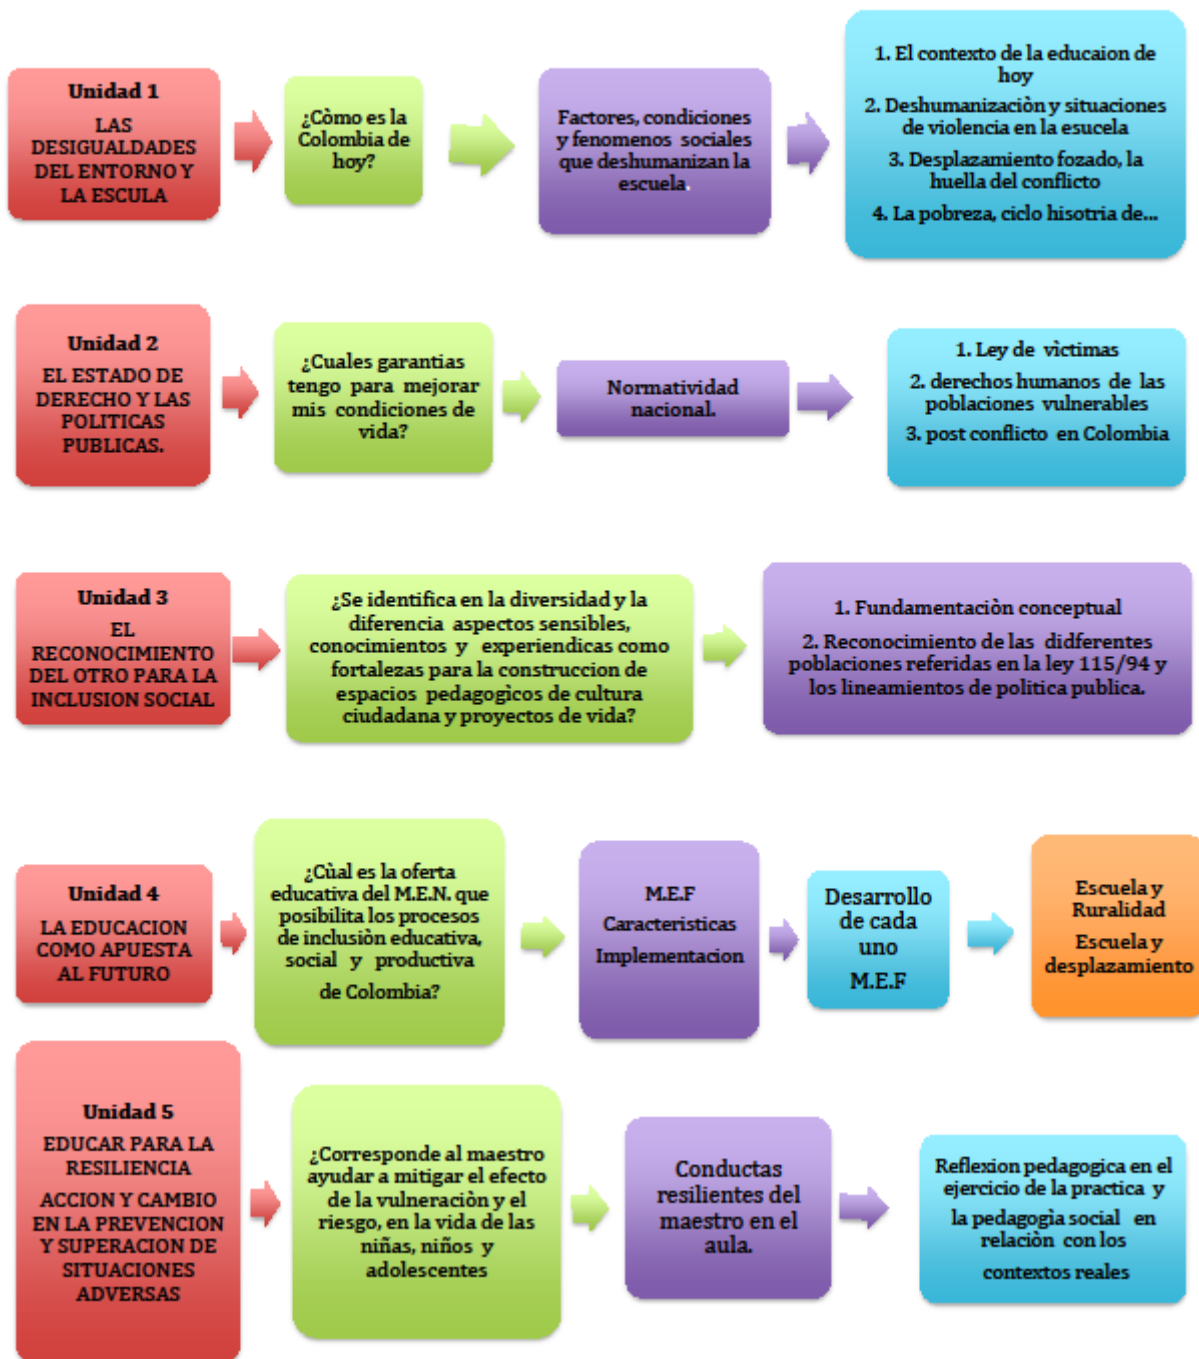 Unidad 1
LAS
DESIGUALDADES
DEL ENTORNO Y
LA ESCULA
¿Còmo es la
Colombia de
hoy?
Factores, condiciones
y fenomenos sociales
que deshumanizan la
escuela.
1. El contexto de la educaion de
hoy
2. Deshumanizaciòn y situaciones
de violencia en la esucela
3. Desplazamiento fozado, la
huella del conflicto
4. La pobreza, ciclo hisotria de...
Unidad 2
EL ESTADO DE
DERECHO Y LAS
POLITICAS
PUBLICAS.
¿Cuales garantias
tengo para mejorar
mis condiciones de
vida?
Normatividad
nacional.
1. Ley de vìctimas
2. derechos humanos de las
poblaciones vulnerables
3. post conflicto en Colombia
Unidad 3
EL
RECONOCIMIENTO
DEL OTRO PARA LA
INCLUSION SOCIAL
¿Se identifica en la diversidad y la
diferencia aspectos sensibles,
conocimientos y experiendicas como
fortalezas para la construccion de
espacios pedagogìcos de cultura
ciudadana y proyectos de vida?
1. Fundamentaciòn conceptual
2. Reconocimiento de las didferentes
poblaciones referidas en la ley 115/94 y
los lineamientos de politica publica.
Unidad 4
LA EDUCACION
COMO APUESTA
AL FUTURO
¿Cùal es la oferta
educativa del M.E.N. que
posibilita los procesos
de inclusiòn educativa,
social y productiva
de Colombia?
M.E.F
Caracteristicas
Implementacion
Desarrollo
de cada
uno
M.E.F
Escuela y
Ruralidad
Escuela y
desplazamiento
Unidad 5
EDUCAR PARA LA
RESILIENCIA
ACCION Y CAMBIO
EN LA PREVENCION
Y SUPERACION DE
SITUACIONES
ADVERSAS
¿Corresponde al maestro
ayudar a mitigar el efecto
de la vulneraciòn y el
riesgo, en la vida de las
niñas, niños y
adolescentes
Conductas
resilientes del
maestro en el
aula.
Reflexion pedagogica en el
ejercicio de la practica y
la pedagogìa social en
relaciòn con los
contextos reales